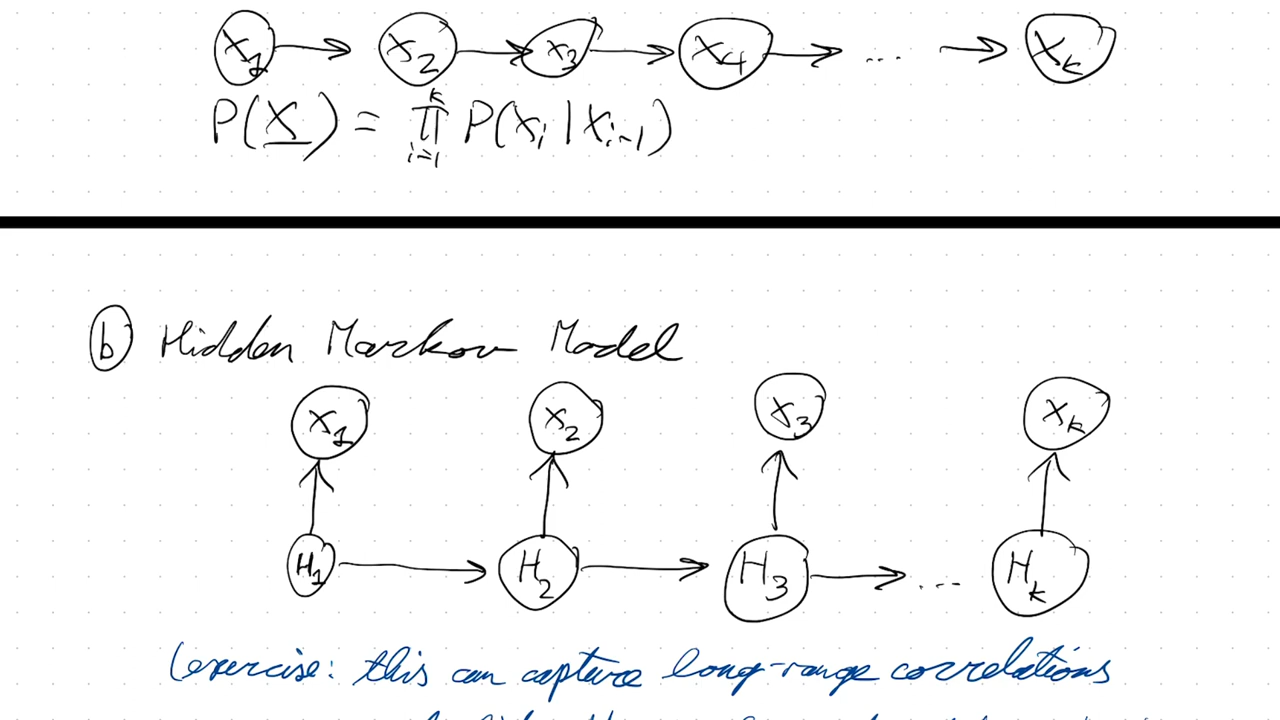 X1 → X2 → X3 → X4 → ... → Xk
P(X) = ∏ i=1 k P(Xi | Xi-1)
ⓑ Hidden Markov Model
X1 X2 X3 Xk
H1 → H2 → H3 → ... Hk
(exercise: this can capture long-range correlations